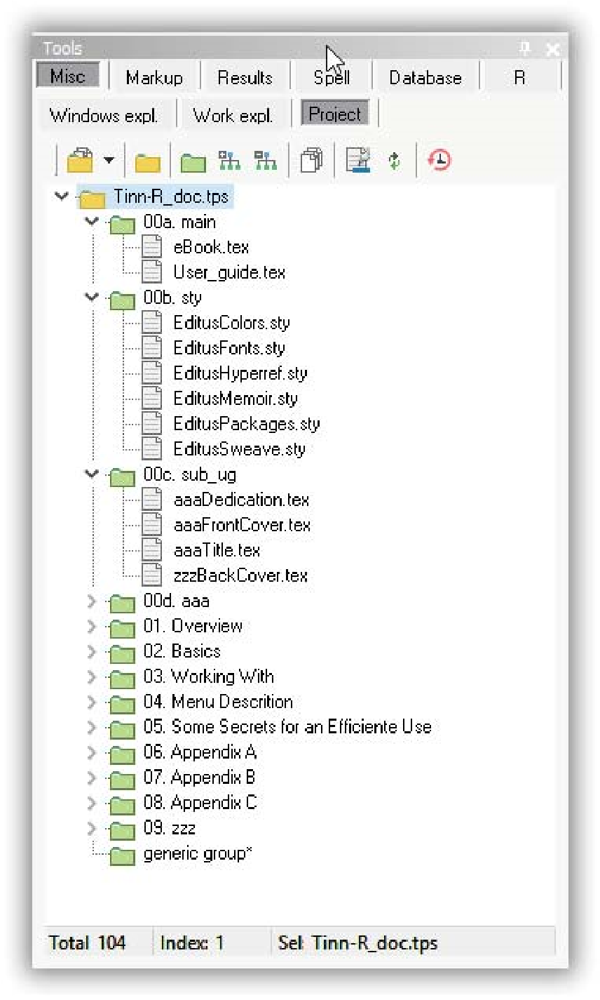 Tools
Misc Markup Results Spell Database R
Windows expl. Work expl. Project
Tinn-R_doc.tps
00a. main
eBook.tex
User_guide.tex
00b. sty
EditusColors.sty
EditusFonts.sty
EditusHyperref.sty
EditusMemoir.sty
EditusPackages.sty
EditusSweave.sty
00c. sub_ug
aaaDedication.tex
aaaFrontCover.tex
aaaTitle.tex
zzzBackCover.tex
00d. aaa
01. Overview
02. Basics
03. Working With
04. Menu Descrition
05. Some Secrets for an Efficiente Use
06. Appendix A
07. Appendix B
08. Appendix C
09. zzz
generic group*
Total 104 Index: 1 Sel: Tinn-R_doc.tps